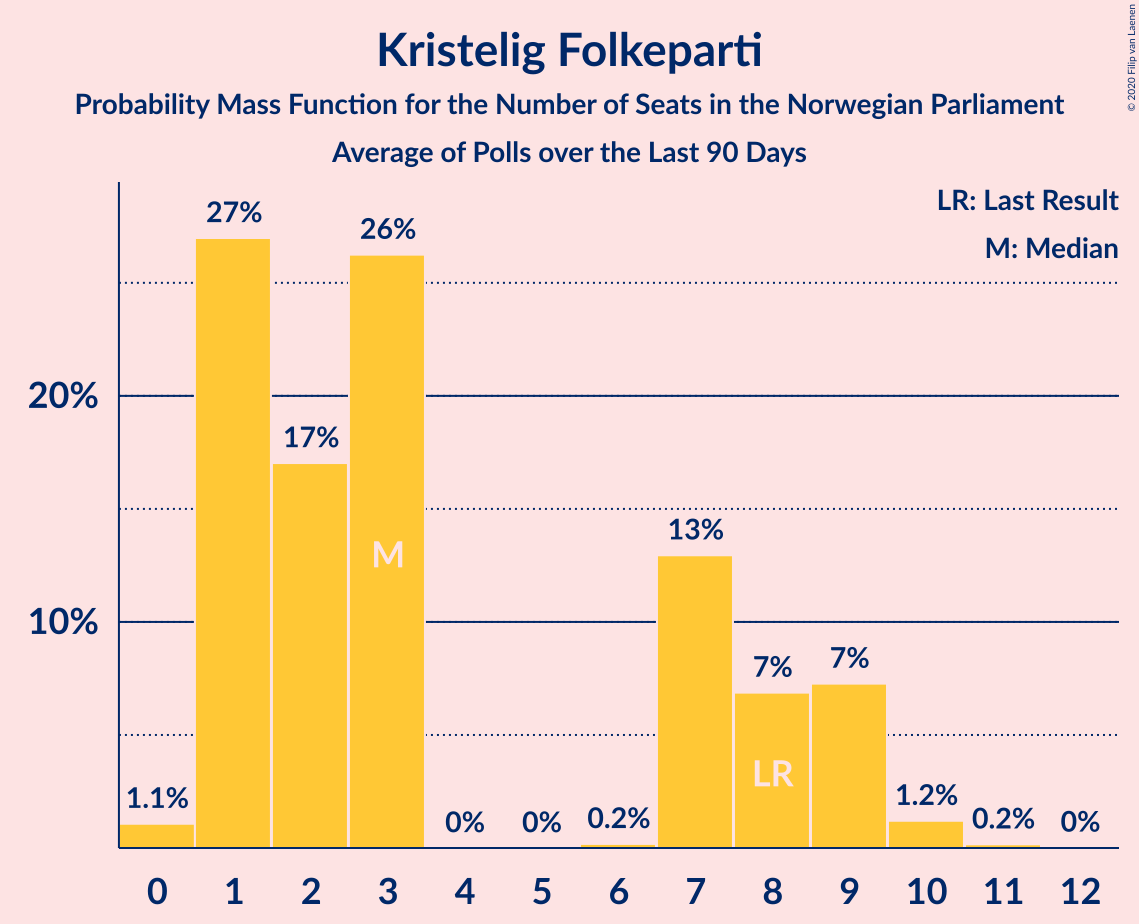 Kristelig Folkeparti
Probability Mass Function for the Number of Seats in the Norwegian Parliament
Average of Polls over the Last 90 Days
© 2020 Filip van Laenen
LR: Last Result
M: Median
27%
26%
20%
17%
M
13%
10%
7%
7%
LR
1.1%
0%
0%
0.2%
1.2%
0.2%
0%
0 1 2 3 4 5 6 7 8 9 10 11 12